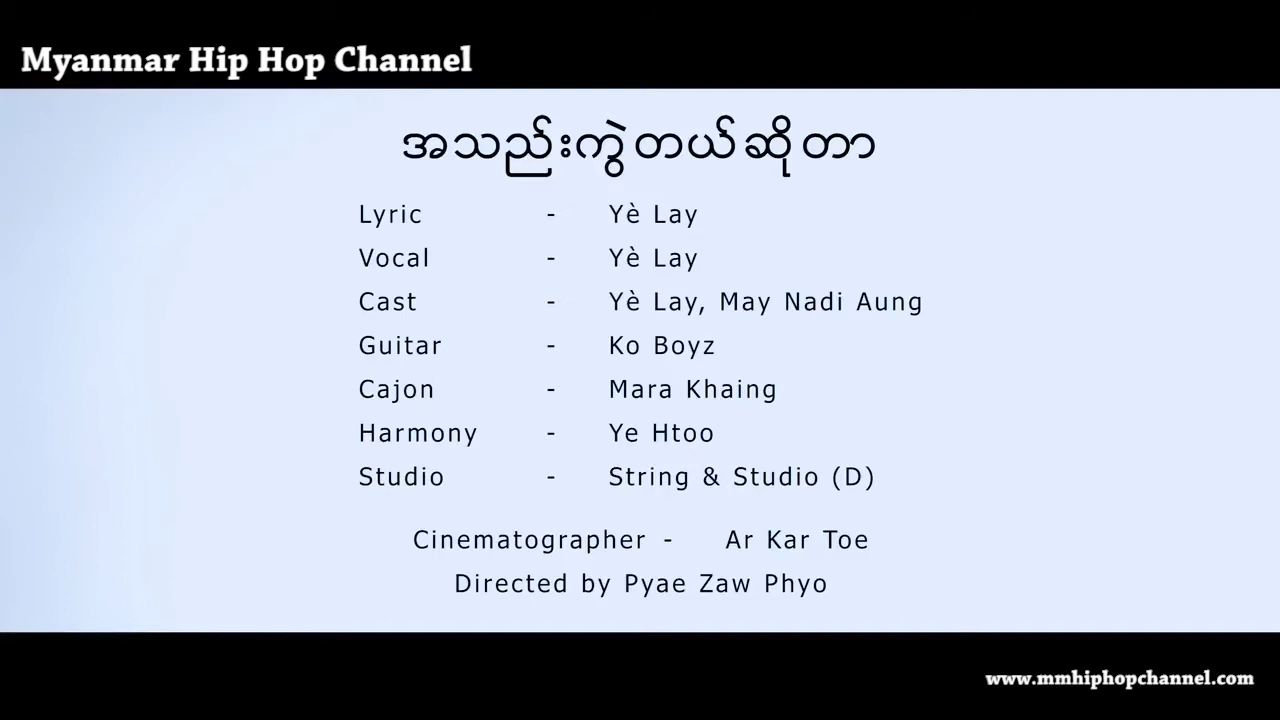 Myanmar Hip Hop Channel
အသည်းကွဲတယ်ဆိုတာ
Lyric - Yè Lay
Vocal - Yè Lay
Cast - Yè Lay, May Nadi Aung
Guitar - Ko Boyz
Cajon - Mara Khaing
Harmony - Ye Htoo
Studio - String & Studio (D)
Cinematographer - Ar Kar Toe
Directed by Pyae Zaw Phyo
www.mmhiphopchannel.com